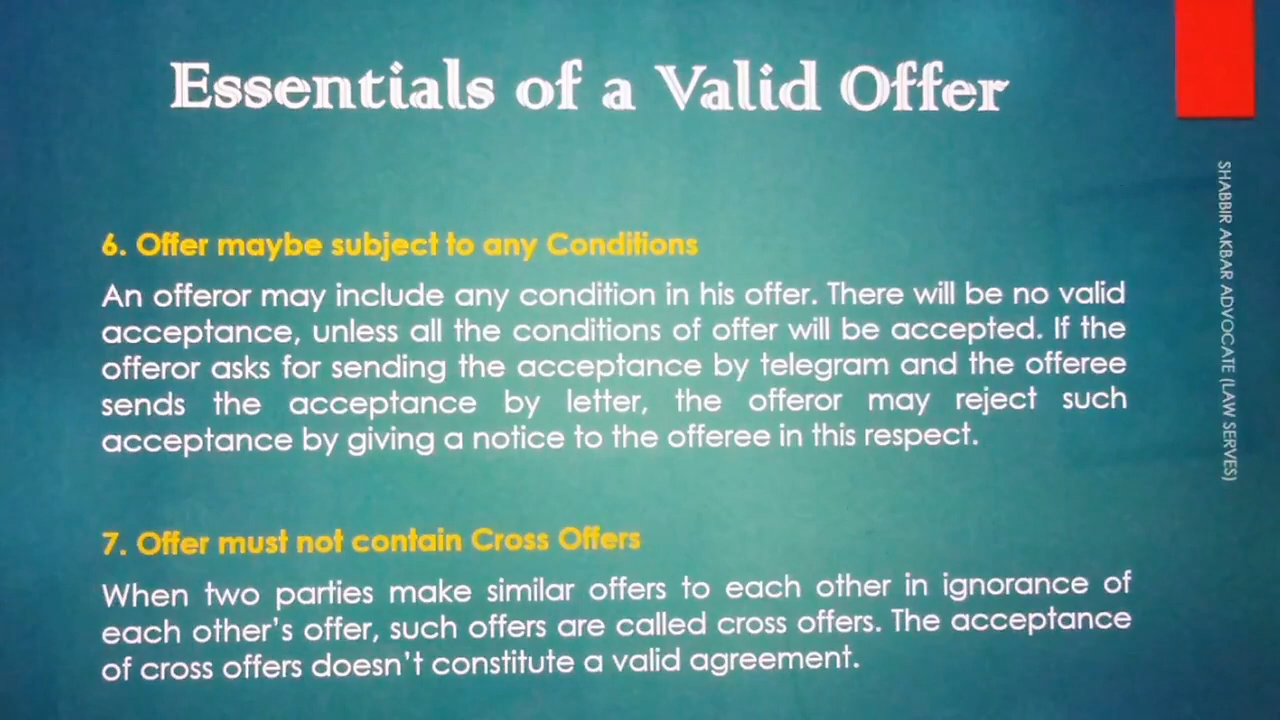 Essentials of a Valid Offer
6. Offer maybe subject to any Conditions
An offeror may include any condition in his offer. There will be no valid
acceptance, unless all the conditions of offer will be accepted. If the
offeror asks for sending the acceptance by telegram and the offeree
sends the acceptance by letter, the offeror may reject such
acceptance by giving a notice to the offeree in this respect.
7. Offer must not contain Cross Offers
When two parties make similar offers to each other in ignorance of
each other's offer, such offers are called cross offers. The acceptance
of cross offers doesn't constitute a valid agreement.
SHABBIR AKBAR ADVOCATE (LAW SERVES)